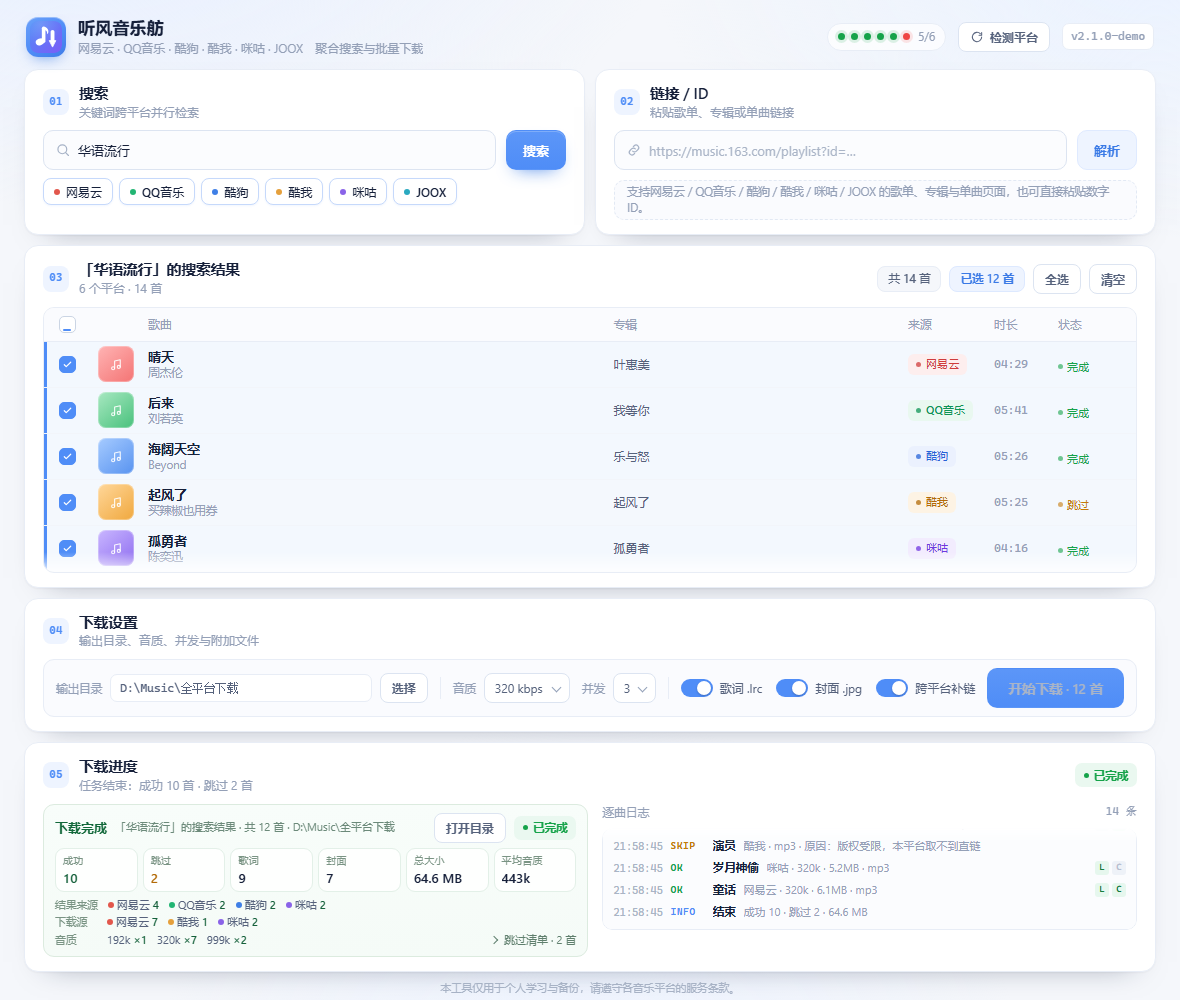 听风音乐舫
网易云 · QQ音乐 · 酷狗 · 酷我 · 咪咕 · JOOX 聚合搜索与批量下载
5/6
检测平台
v2.1.0-demo
01
搜索
关键词跨平台并行检索
华语流行
搜索
网易云
QQ音乐
酷狗
酷我
咪咕
JOOX
02
链接 / ID
粘贴歌单、专辑或单曲链接
https://music.163.com/playlist?id=...
解析
支持网易云 / QQ音乐 / 酷狗 / 酷我 / 咪咕 / JOOX 的歌单、专辑与单曲页面，也可直接粘贴数字
ID。
03
「华语流行」的搜索结果
6 个平台 · 14 首
共 14 首
已选 12 首
全选
清空
歌曲 专辑 来源 时长 状态
晴天
周杰伦
叶惠美 网易云 04:29 完成
后来
刘若英
我等你 QQ音乐 05:41 完成
海阔天空
Beyond
乐与怒 酷狗 05:26 完成
起风了
买辣椒也用券
起风了 酷我 05:25 跳过
孤勇者
陈奕迅
孤勇者 咪咕 04:16 完成
04
下载设置
输出目录、音质、并发与附加文件
输出目录 D:\Music\全平台下载 选择 音质 320 kbps 并发 3 歌词 .lrc 封面 .jpg 跨平台补链 开始下载 · 12 首
05
下载进度
任务结束：成功 10 首 · 跳过 2 首
已完成
下载完成 「华语流行」的搜索结果 · 共 12 首 · D:\Music\全平台下载 打开目录 已完成
成功 跳过 歌词 封面 总大小 平均音质
10 2 9 7 64.6 MB 443k
结果来源 网易云 4 QQ音乐 2 酷狗 2 咪咕 2
下载源 网易云 7 酷我 1 咪咕 2
音质 192k ×1 320k ×7 999k ×2
跳过清单 · 2 首
逐曲日志 14 条
21:58:45 SKIP 演员 酷我 · mp3 · 原因：版权受限，本平台取不到直链
21:58:45 OK 岁月神偷 咪咕 · 320k · 5.2MB · mp3 L C
21:58:45 OK 童话 网易云 · 320k · 6.1MB · mp3 L C
21:58:45 INFO 结束 成功 10 · 跳过 2 · 64.6 MB
本工具仅用于个人学习与备份，请遵守各音乐平台的服务条款。